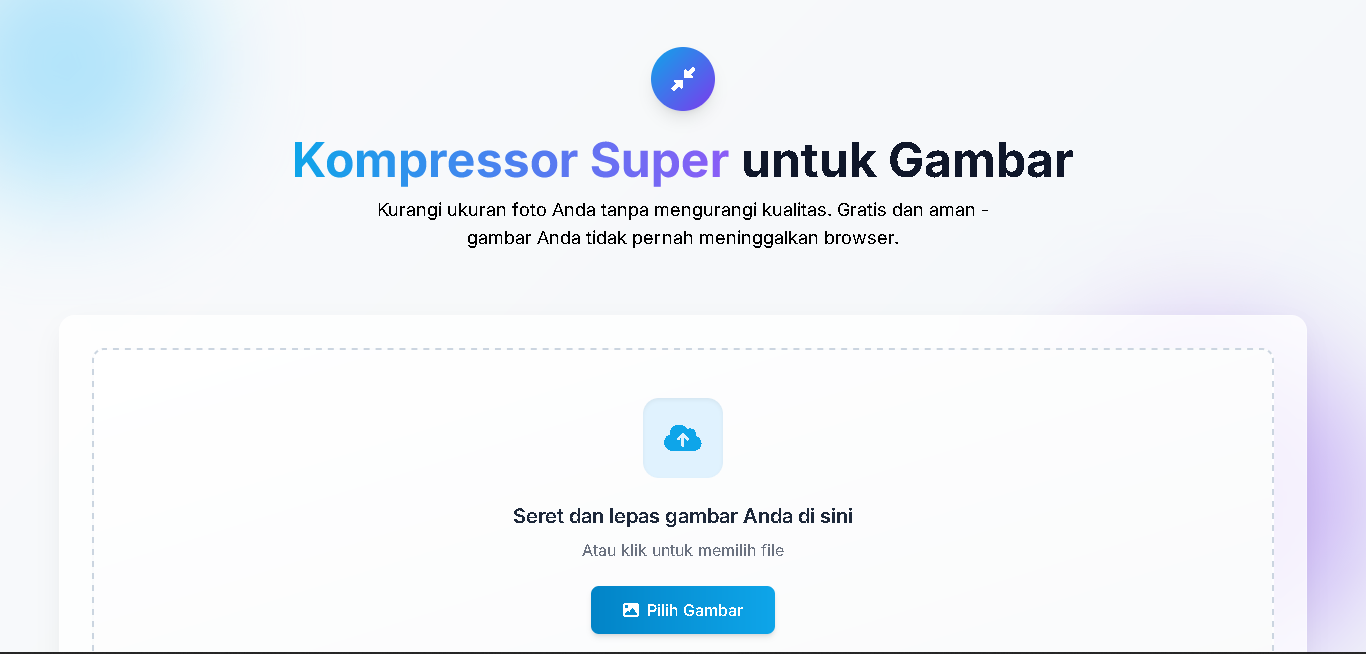 Kompressor Super untuk Gambar
Kurangi ukuran foto Anda tanpa mengurangi kualitas. Gratis dan aman -
gambar Anda tidak pernah meninggalkan browser.
Seret dan lepas gambar Anda di sini
Atau klik untuk memilih file
Pilih Gambar